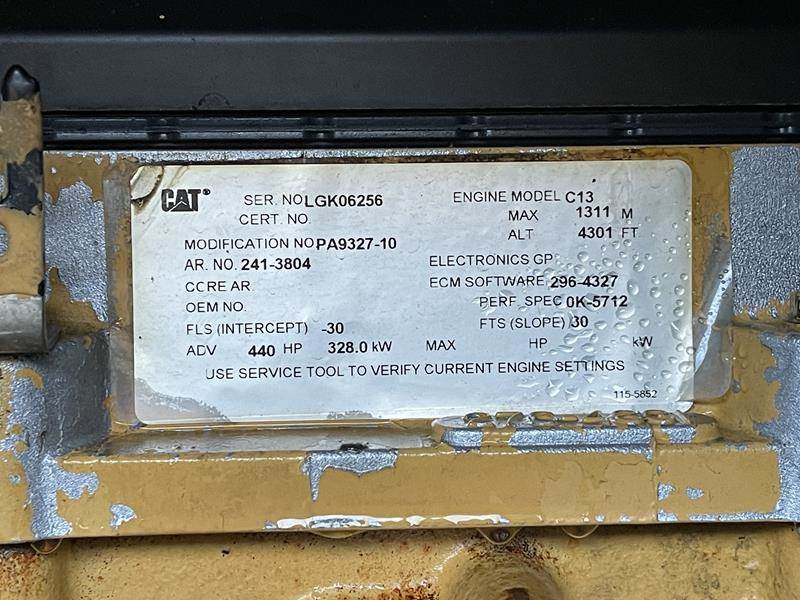 CAT SER. NO LGK06256 ENGINE MODEL C13
CERT. NO. MAX 1311 M
MODIFICATION NO PA9327-10 ALT 4301 FT
AR. NO. 241-3804 ELECTRONICS GP
CCRE AR. ECM SOFTWARE 296-4327
OEM NO. PERF. SPEC 0K-5712
FLS (INTERCEPT) -30 FTS (SLOPE) 30
ADV 440 HP 328.0 kW MAX HP kW
USE SERVICE TOOL TO VERIFY CURRENT ENGINE SETTINGS
115-5852